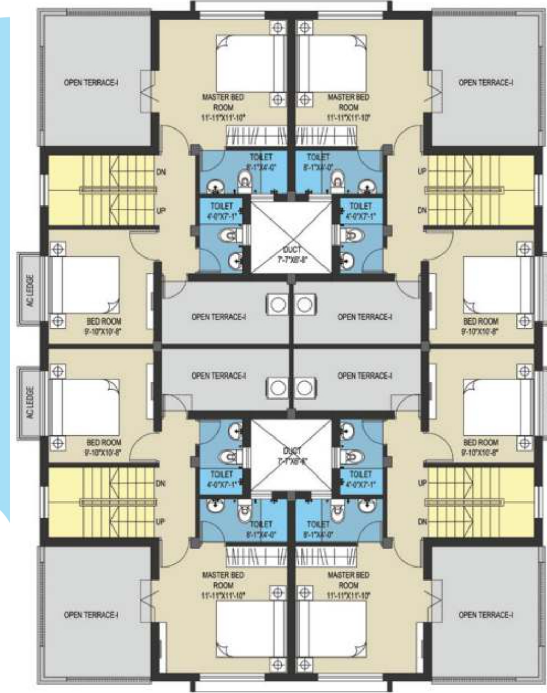 OPEN TERRACE-I
MASTER BED
ROOM
11'-11"X11'-10"
MASTER BED
ROOM
11'-11"X11'-10"
OPEN TERRACE-I
TOILET
8'-1"X4'-0"
TOILET
8'-1"X4'-0"
DN
UP
UP
DN
TOILET
4'-0"X7'-1"
TOILET
4'-0"X7'-1"
DUCT
7'-7"X8'-8"
AC LEDGE
BED ROOM
9'-10"X10'-8"
OPEN TERRACE-I
OPEN TERRACE-I
BED ROOM
9'-10"X10'-8"
AC LEDGE
BED ROOM
9'-10"X10'-8"
OPEN TERRACE-I
OPEN TERRACE-I
BED ROOM
9'-10"X10'-8"
DUCT
TOILET
4'-0"X7'-1"
TOILET
4'-0"X7'-1"
DN
UP
UP
DN
TOILET
8'-1"X4'-0"
TOILET
8'-1"X4'-0"
OPEN TERRACE-I
MASTER BED
ROOM
11'-11"X11'-10"
MASTER BED
ROOM
11'-11"X11'-10"
OPEN TERRACE-I